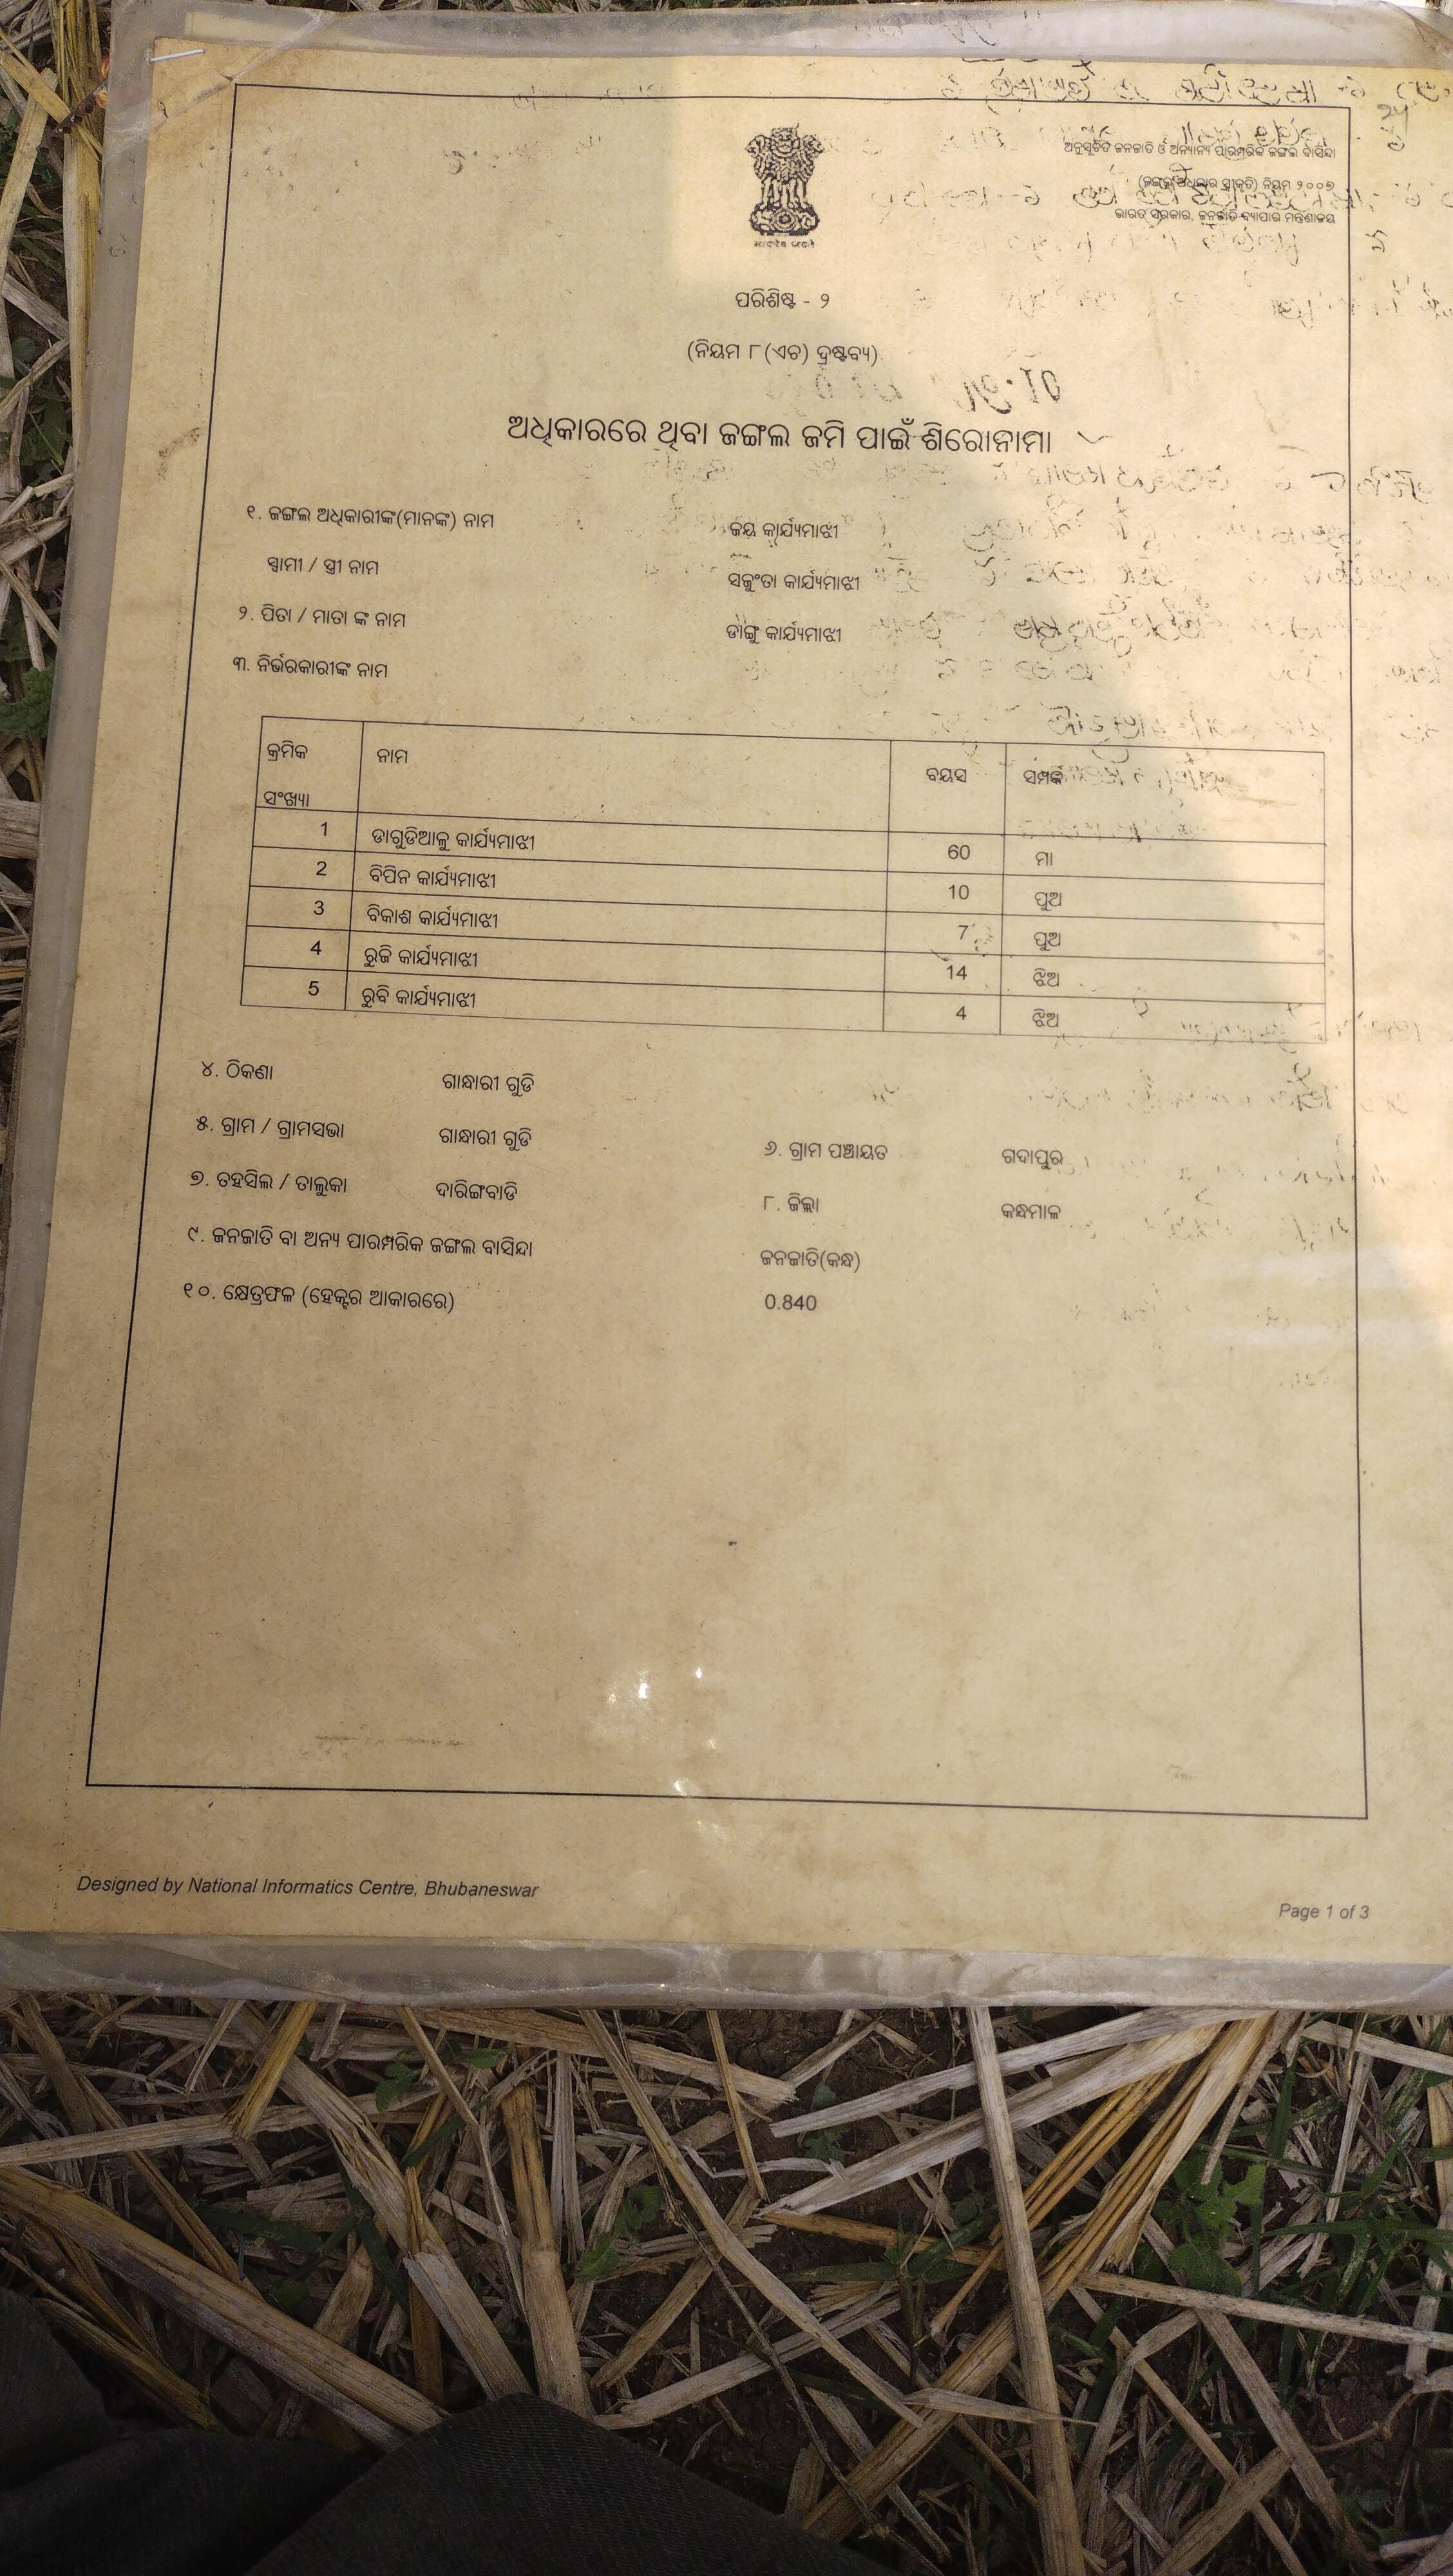 ଅନୁସୂଚିତ ଜନଜାତି ଓ ଅନ୍ୟାନ୍ୟ ପାରମ୍ପରିକ ଜଙ୍ଗଲ ବାସିନ୍ଦା
(ଜଙ୍ଗଲ ଅଧିକାର ସ୍ୱୀକୃତି) ନିୟମ ୨୦୦୭
ଭାରତ ସରକାର, ଜନଜାତି ବ୍ୟାପାର ମନ୍ତ୍ରଣାଳୟ
ପରିଶିଷ୍ଟ - ୨
(ନିୟମ ୮(ଏଚ) ଦ୍ରଷ୍ଟବ୍ୟ)
ଅଧିକାରରେ ଥିବା ଜଙ୍ଗଲ ଜମି ପାଇଁ ଶିରୋନାମା
୧. ଜଙ୍ଗଲ ଅଧିକାରୀଙ୍କ(ମାନଙ୍କ) ନାମ ଜୟ କାର୍ଯ୍ୟମାଝୀ
ସ୍ୱାମୀ / ସ୍ତ୍ରୀ ନାମ ସକୁଂତା କାର୍ଯ୍ୟମାଝୀ
୨. ପିତା / ମାତା ଙ୍କ ନାମ ଡାଙ୍ଗୁ କାର୍ଯ୍ୟମାଝୀ
୩. ନିର୍ଭରକାରୀଙ୍କ ନାମ
କ୍ରମିକ ସଂଖ୍ୟା ନାମ ବୟସ ସମ୍ପର୍କ
1 ଡାଗୁଡିଆଳୁ କାର୍ଯ୍ୟମାଝୀ 60 ମା
2 ବିପିନ କାର୍ଯ୍ୟମାଝୀ 10 ପୁଅ
3 ବିକାଶ କାର୍ଯ୍ୟମାଝୀ 7 ପୁଅ
4 ରୁଜି କାର୍ଯ୍ୟମାଝୀ 14 ଝିଅ
5 ରୁବି କାର୍ଯ୍ୟମାଝୀ 4 ଝିଅ
୪. ଠିକଣା ଗାନ୍ଧାରୀ ଗୁଡି
୫. ଗ୍ରାମ / ଗ୍ରାମସଭା ଗାନ୍ଧାରୀ ଗୁଡି ୬. ଗ୍ରାମ ପଞ୍ଚାୟତ ଗଦାପୁର
୭. ତହସିଲ / ତାଲୁକା ଦାରିଙ୍ଗବାଡି ୮. ଜିଲ୍ଲା କନ୍ଧମାଳ
୯. ଜନଜାତି ବା ଅନ୍ୟ ପାରମ୍ପରିକ ଜଙ୍ଗଲ ବାସିନ୍ଦା ଜନଜାତି(କନ୍ଧ)
୧୦. କ୍ଷେତ୍ରଫଳ (ହେକ୍ଟର ଆକାରରେ) 0.840
Designed by National Informatics Centre, Bhubaneswar
Page 1 of 3